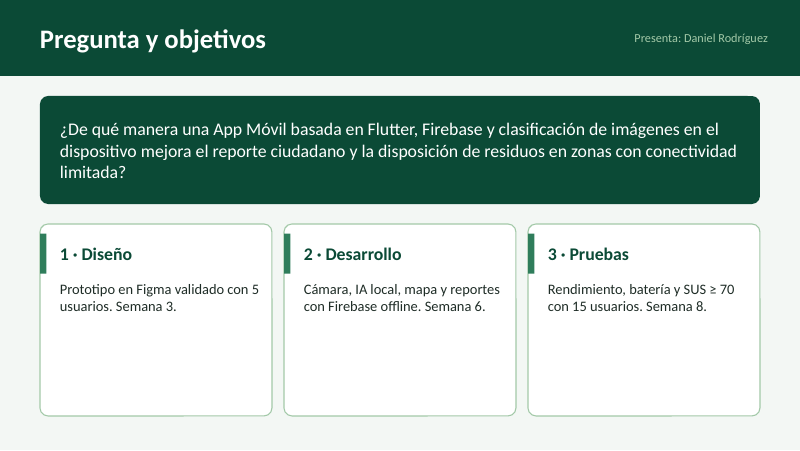 Pregunta y objetivos
Presenta: Daniel Rodríguez
¿De qué manera una App Móvil basada en Flutter, Firebase y clasificación de imágenes en el
dispositivo mejora el reporte ciudadano y la disposición de residuos en zonas con conectividad
limitada?
1 · Diseño
Prototipo en Figma validado con 5
usuarios. Semana 3.
2 · Desarrollo
Cámara, IA local, mapa y reportes
con Firebase offline. Semana 6.
3 · Pruebas
Rendimiento, batería y SUS ≥ 70
con 15 usuarios. Semana 8.